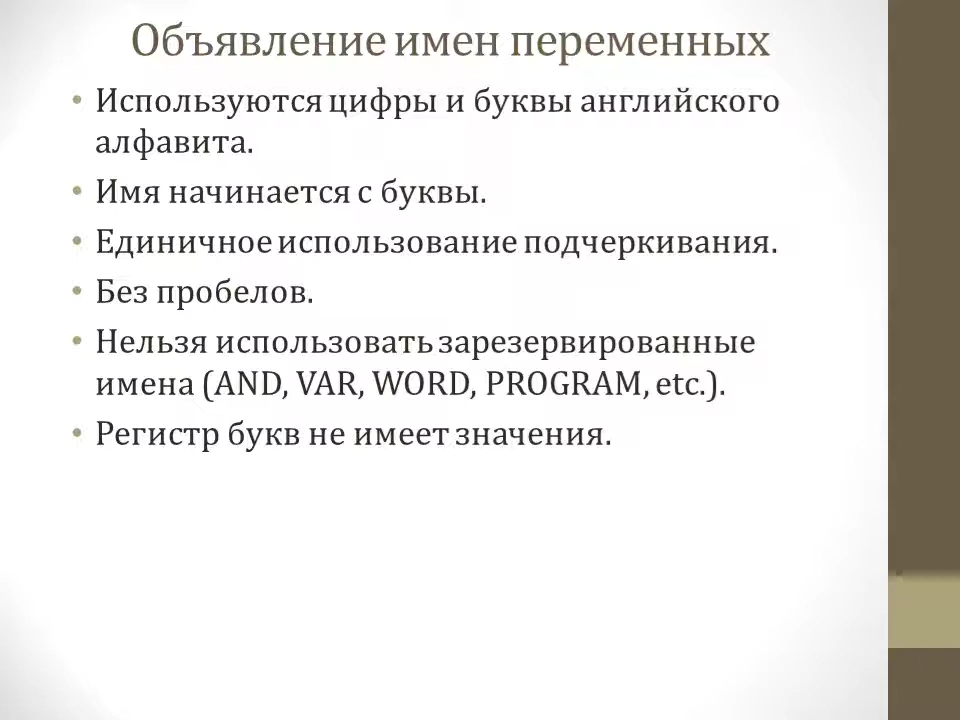 Объявление имен переменных
• Используются цифры и буквы английского
алфавита.
• Имя начинается с буквы.
• Единичное использование подчеркивания.
• Без пробелов.
• Нельзя использовать зарезервированные
имена (AND, VAR, WORD, PROGRAM, etc.).
• Регистр букв не имеет значения.